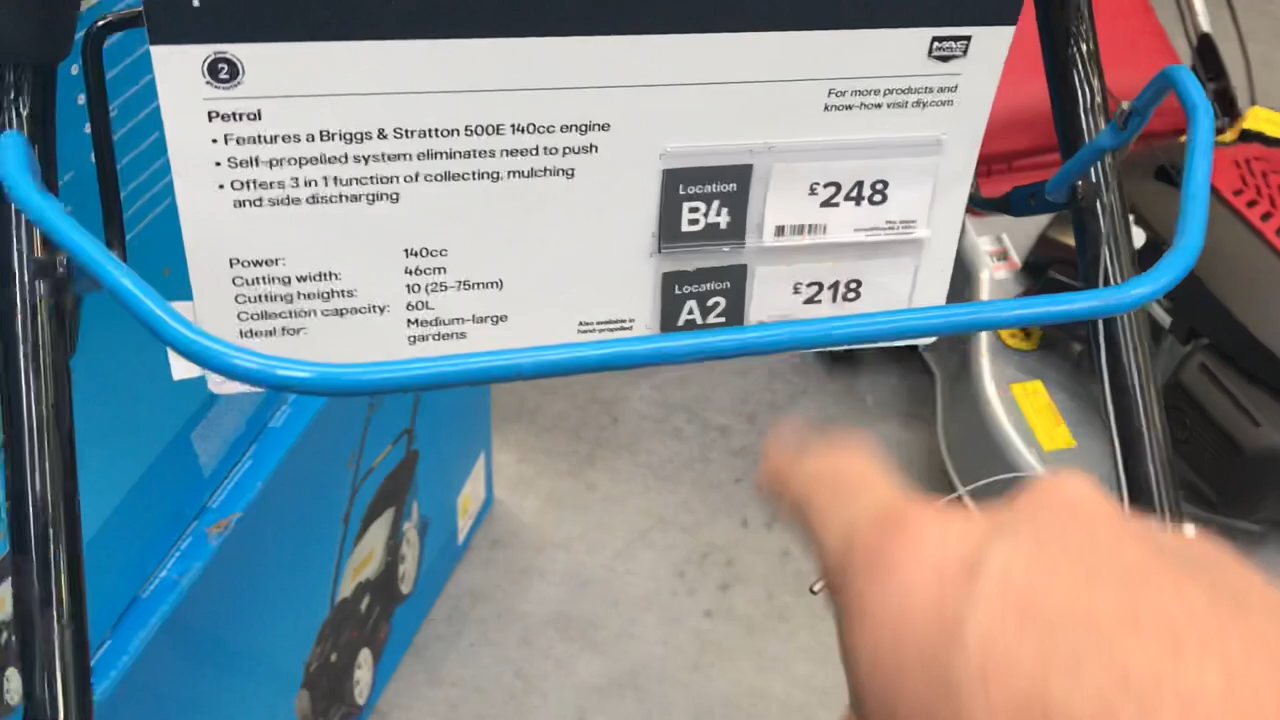 2
MAC
For more products and
know-how visit diy.com
Petrol
• Features a Briggs & Stratton 500E 140cc engine
• Self-propelled system eliminates need to push
• Offers 3 in 1 function of collecting, mulching
and side discharging
Power: 140cc
Cutting width: 46cm
Cutting heights: 10 (25-75mm)
Collection capacity: 60L
Ideal for: Medium-large
gardens
Location
B4
£248
Also available in
hand-propelled
Location
A2
£218